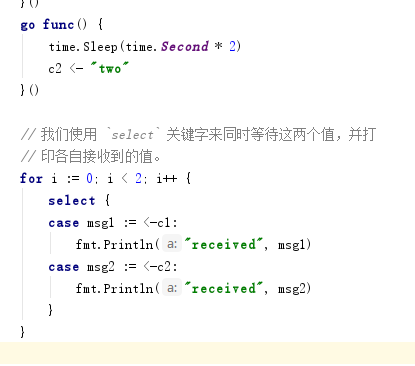 }()
go func() {
    time.Sleep(time.Second * 2)
    c2 <- "two"
}()
// 我们使用 `select` 关键字来同时等待这两个值，并打
// 印各自接收到的值。
for i := 0; i < 2; i++ {
    select {
    case msg1 := <-c1:
        fmt.Println( a: "received", msg1)
    case msg2 := <-c2:
        fmt.Println( a: "received", msg2)
    }
}